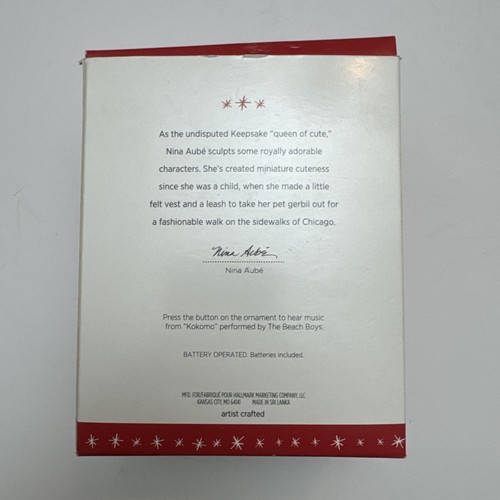 As the undisputed Keepsake "queen of cute,"
Nina Aubé sculpts some royally adorable
characters. She's created miniature cuteness
since she was a child, when she made a little
felt vest and a leash to take her pet gerbil out for
a fashionable walk on the sidewalks of Chicago.
Nina Aubé
Nina Aubé
Press the button on the ornament to hear music
from "Kokomo" performed by The Beach Boys.
BATTERY OPERATED. Batteries included.
MFG. FOR/FABRIQUÉ POUR HALLMARK MARKETING COMPANY, LLC
KANSAS CITY, MO 64141 MADE IN SRI LANKA
artist crafted